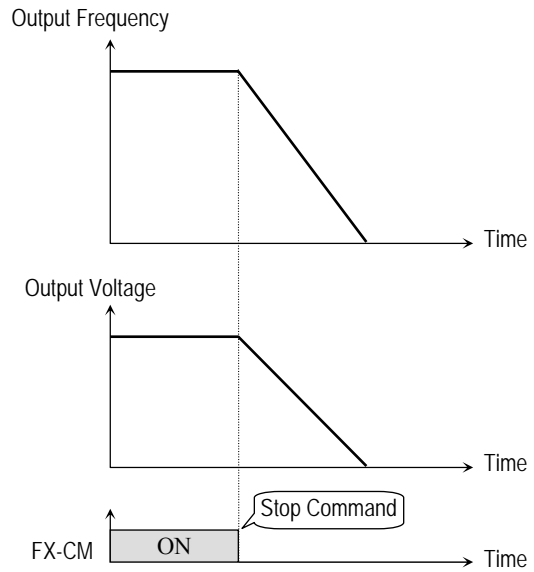 Output Frequency
Time
Output Voltage
Time
Stop Command
FX-CM
ON
Time